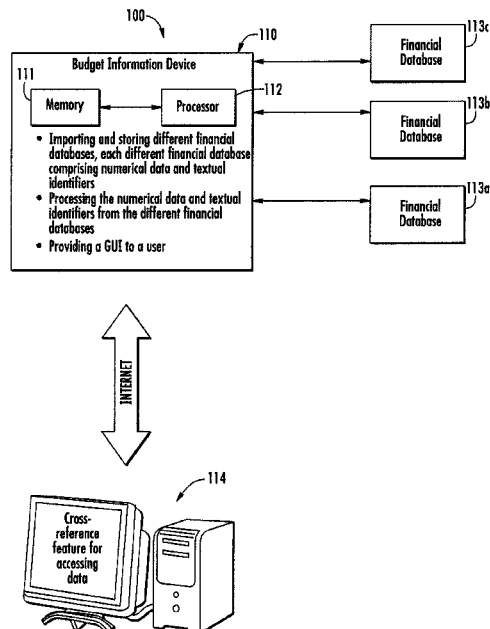 100
110
113c
Budget Information Device
111
112
Memory
Processor
Financial
Database
113b
Financial
Database
• Importing and storing different financial
databases, each different financial database
comprising numerical data and textual
identifiers
• Processing the numerical data and textual
identifiers from the different financial
databases
• Providing a GUE to a user
113a
Financial
Database
INTERNET
114
Cross-
reference
feature for
accessing
data